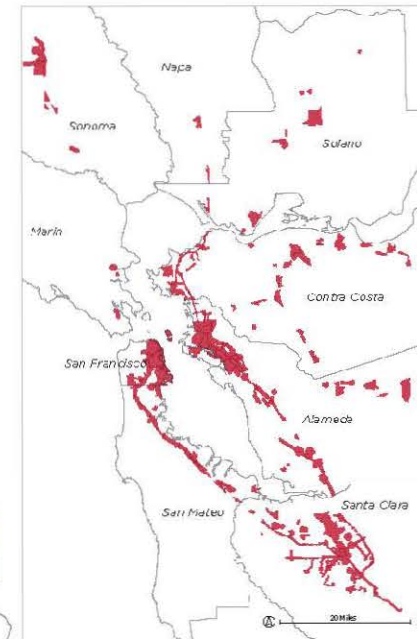 Napa
Sonoma
Solano
Marin
Contra Costa
San Francisco
Alameda
San Mateo
Santa Clara
20 Miles